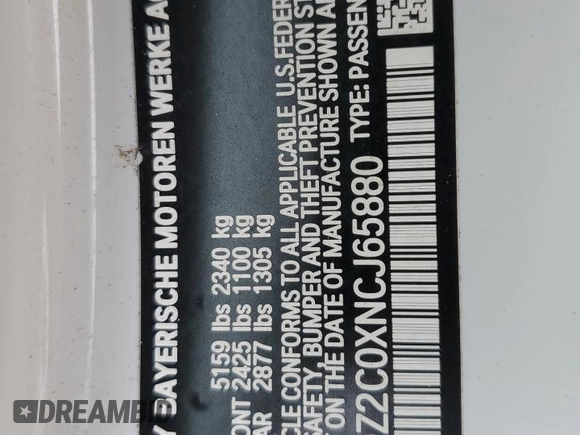 Y BAYERISCHE MOTOREN WERKE A
5159 lbs 2340 kg
ONT 2425 lbs 1100 kg
AR 2877 lbs 1305 kg
CLE CONFORMS TO ALL APPLICABLE U.S. FEDER
SAFETY, BUMPER AND THEFT PREVENTION ST
ON THE DATE OF MANUFACTURE SHOWN A
Z2C0XNCJ65880 TYPE: PASSEN
DREAMBID